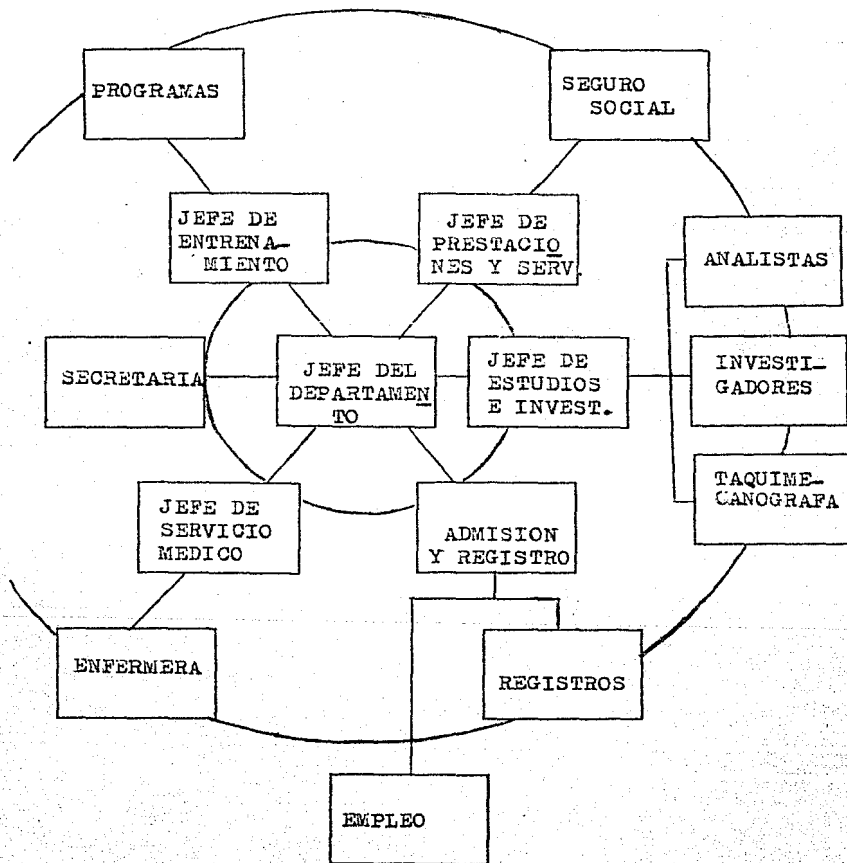 PROGRAMAS
SEGURO
SOCIAL
JEFE DE
ENTRENA-
MIENTO
JEFE DE
PRESTACIO
NES Y SERV.
ANALISTAS
SECRETARIA
JEFE DEL
DEPARTAMEN
TO
JEFE DE
ESTUDIOS
E INVEST.
INVESTI-
GADORES
TAQUIME-
CANOGRAFA
JEFE DE
SERVICIO
MEDICO
ADMISION
Y REGISTRO
ENFERMERA
REGISTROS
EMPLEO